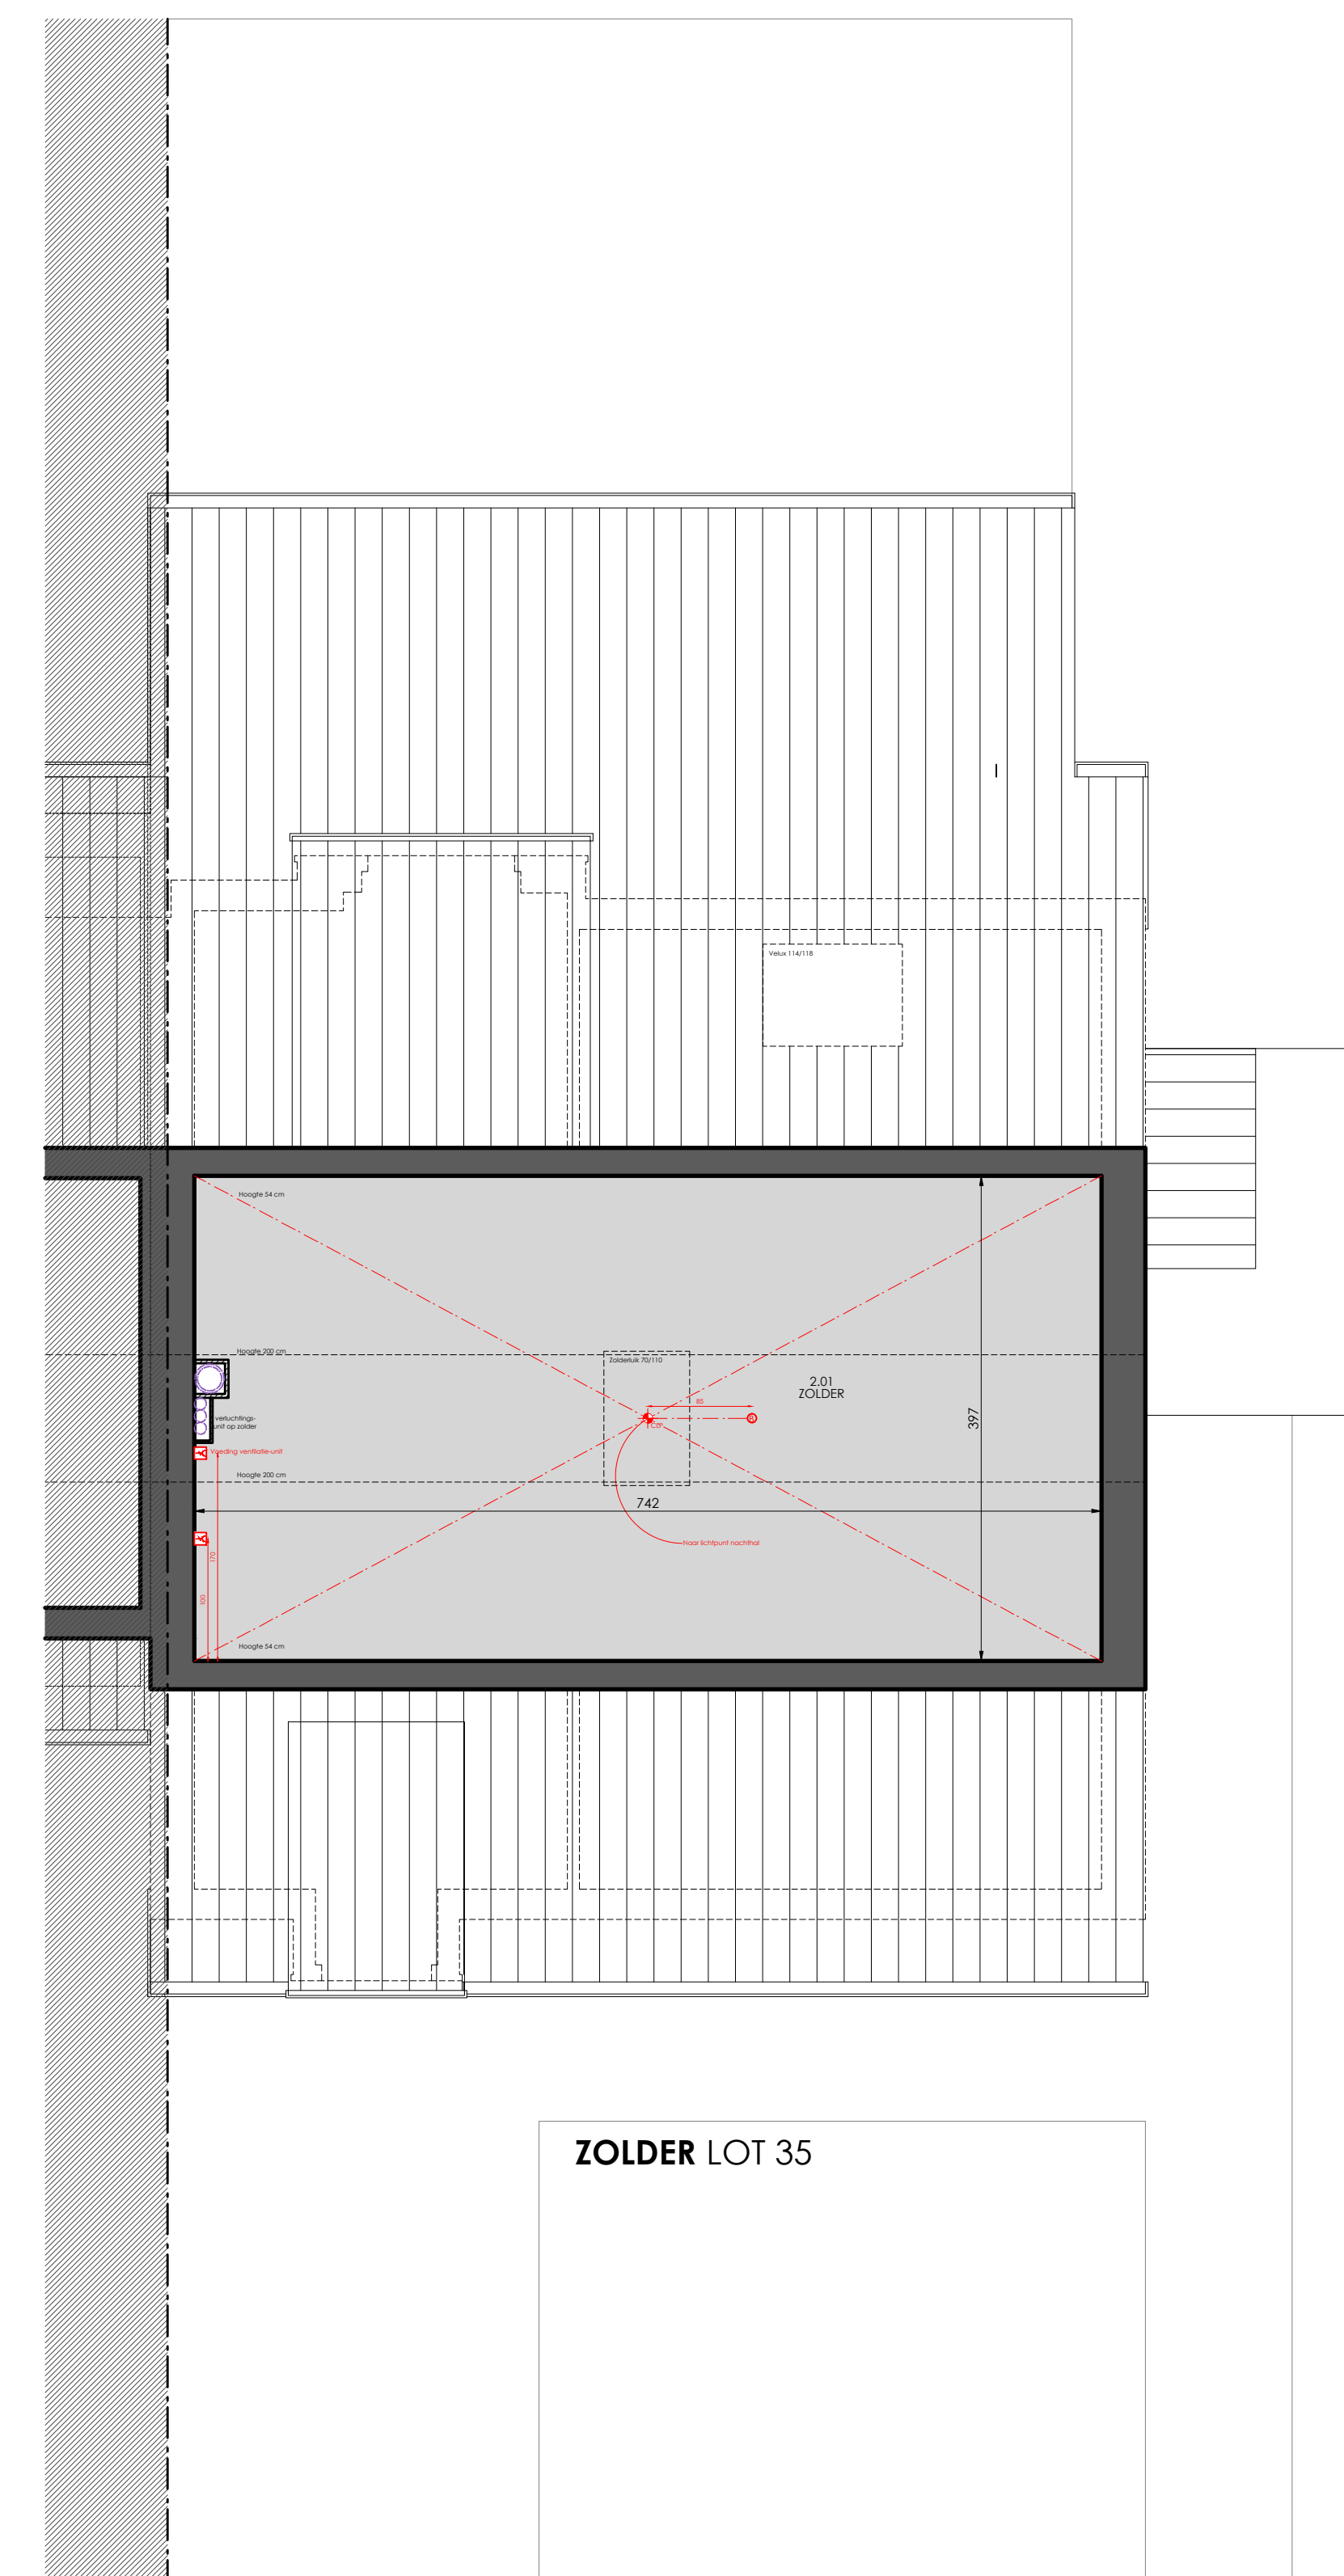 Velux 114/118
Hoogte 54 cm
Hoogte 200 cm
Zolderluik 70/110
2.01
ZOLDER
85
verluchtings-
unit op zolder
397
Voeding ventilatie-unit
Hoogte 200 cm
742
Naar lichtpunt nachthal
170
100
Hoogte 54 cm
ZOLDER LOT 35